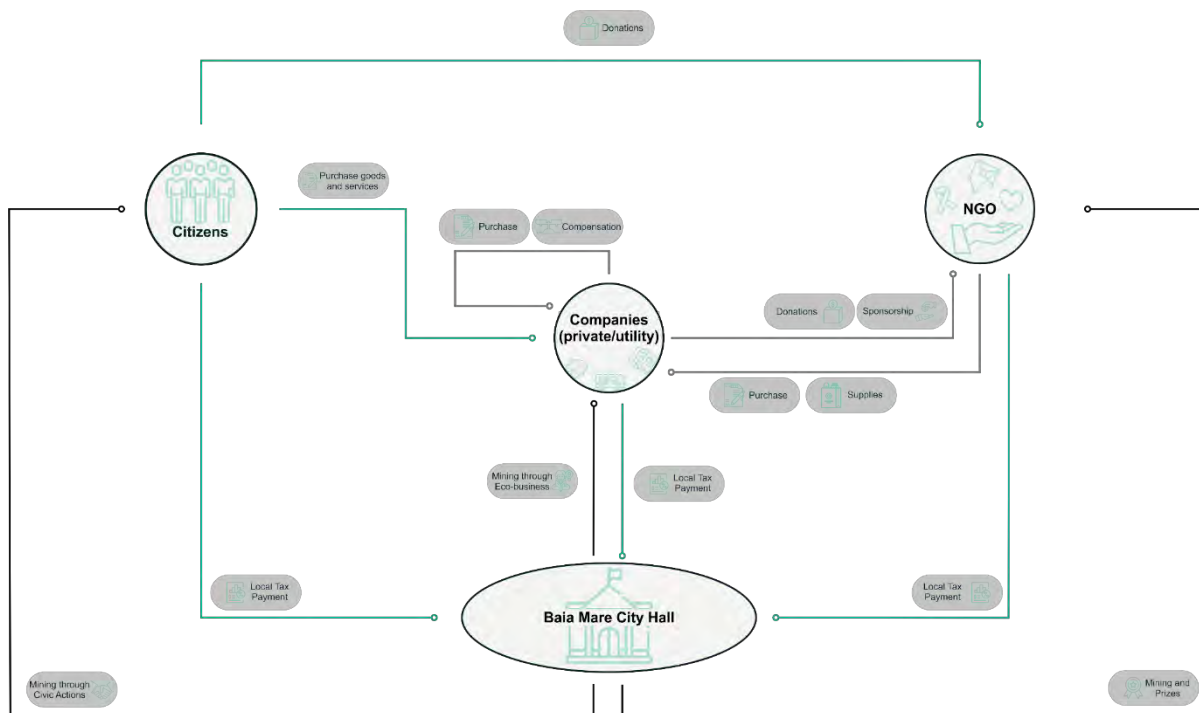 Donations
Purchase goods
and services
Citizens
NGO
Purchase
Compensation
Companies
(private/utility)
Donations
Sponsorship
Purchase
Supplies
Mining through
Eco-business
Local Tax
Payment
Local Tax
Payment
Local Tax
Payment
Baia Mare City Hall
Mining through
Civic Actions
Mining and
Prizes